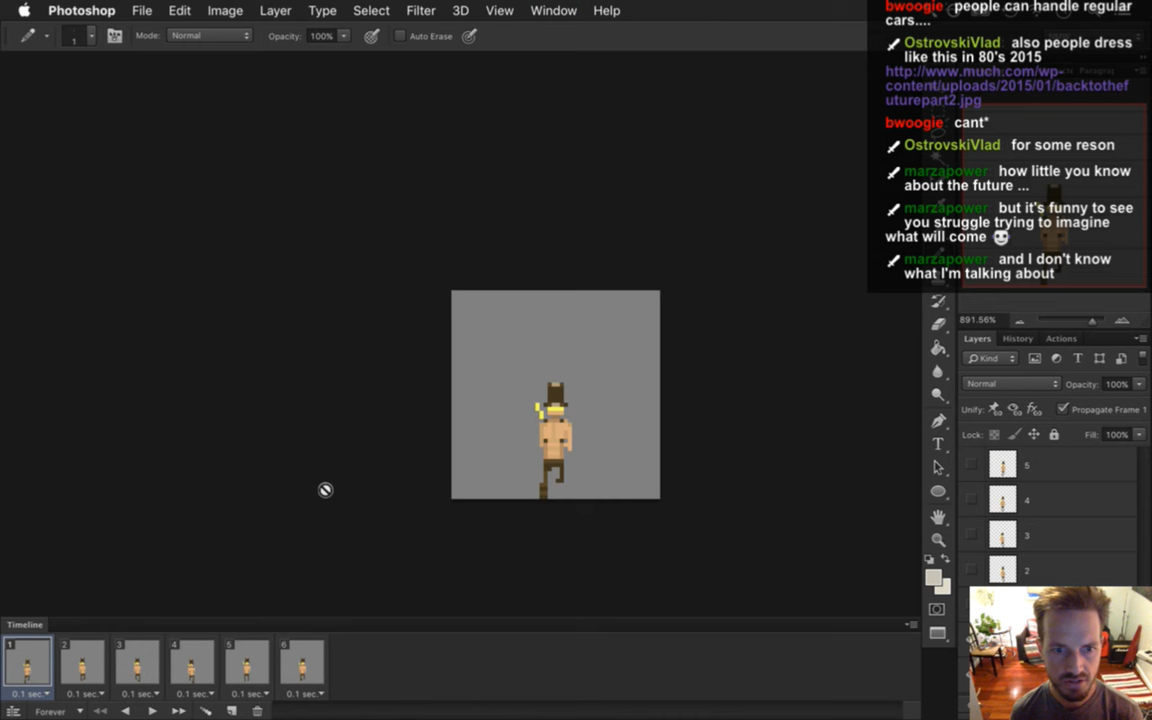 Photoshop File Edit Image Layer Type Select Filter 3D View Window Help
1 Mode: Normal Opacity: 100% Auto Erase
bwoogie people can handle regular
cars....
OstrovskiVlad also people dress
like this in 80's 2015
http://www.much.com/wp-
content/uploads/2015/01/backtothef
uturepart2.jpg
bwoogie cant*
OstrovskiVlad for some reson
marzapower how little you know
about the future ...
marzapower but it's funny to see
you struggle trying to imagine
what will come
marzapower and I don't know
what I'm talking about
891.56%
Layers History Actions
Kind
Normal Opacity: 100%
Unify: Propagate Frame 1
Lock: Fill: 100%
5
4
3
2
Timeline
1 2 3 4 5 6
0.1 sec. 0.1 sec. 0.1 sec. 0.1 sec. 0.1 sec. 0.1 sec.
Forever